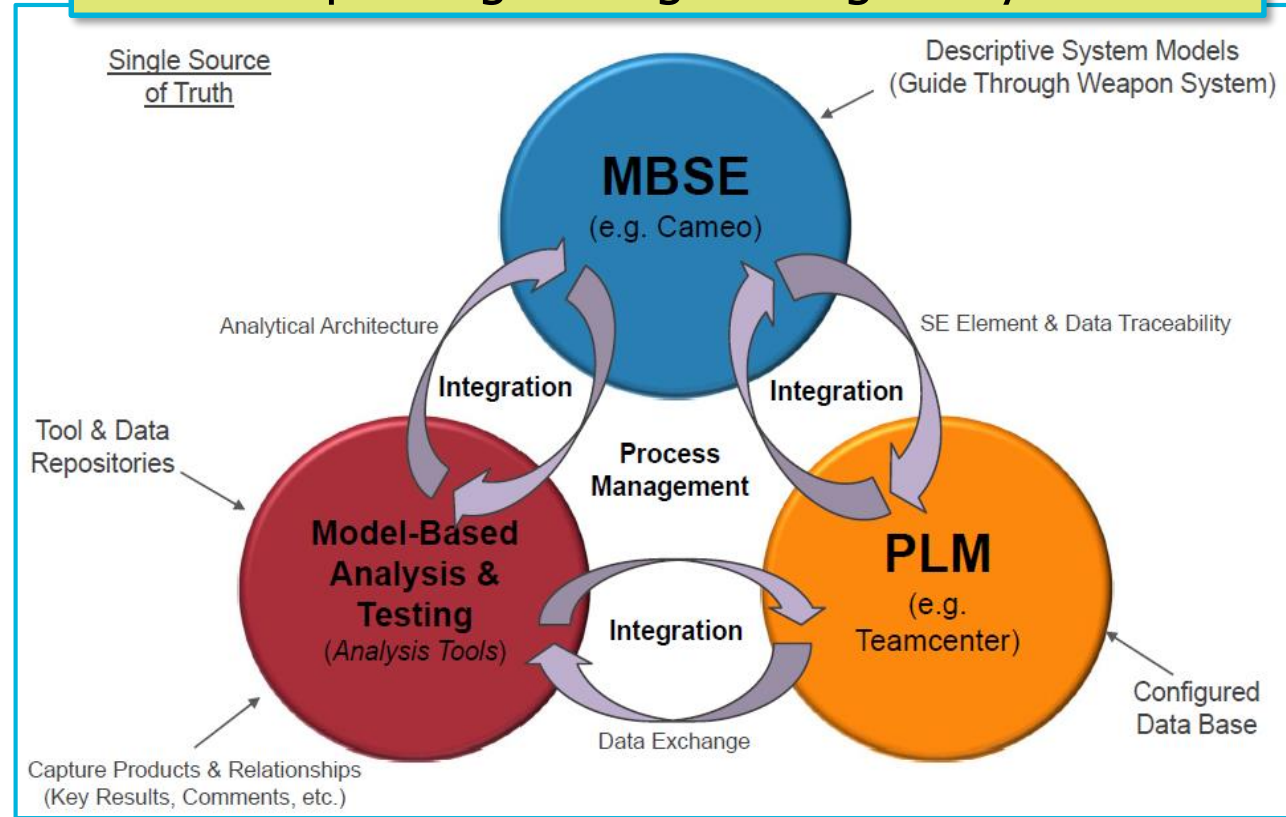 Single Source
of Truth
Descriptive System Models
(Guide Through Weapon System)
MBSE
(e.g. Cameo)
Analytical Architecture
SE Element & Data Traceability
Integration
Integration
Tool & Data
Repositories
Process
Management
Model-Based
Analysis &
Testing
(Analysis Tools)
PLM
(e.g.
Teamcenter)
Integration
Configured
Data Base
Data Exchange
Capture Products & Relationships
(Key Results, Comments, etc.)